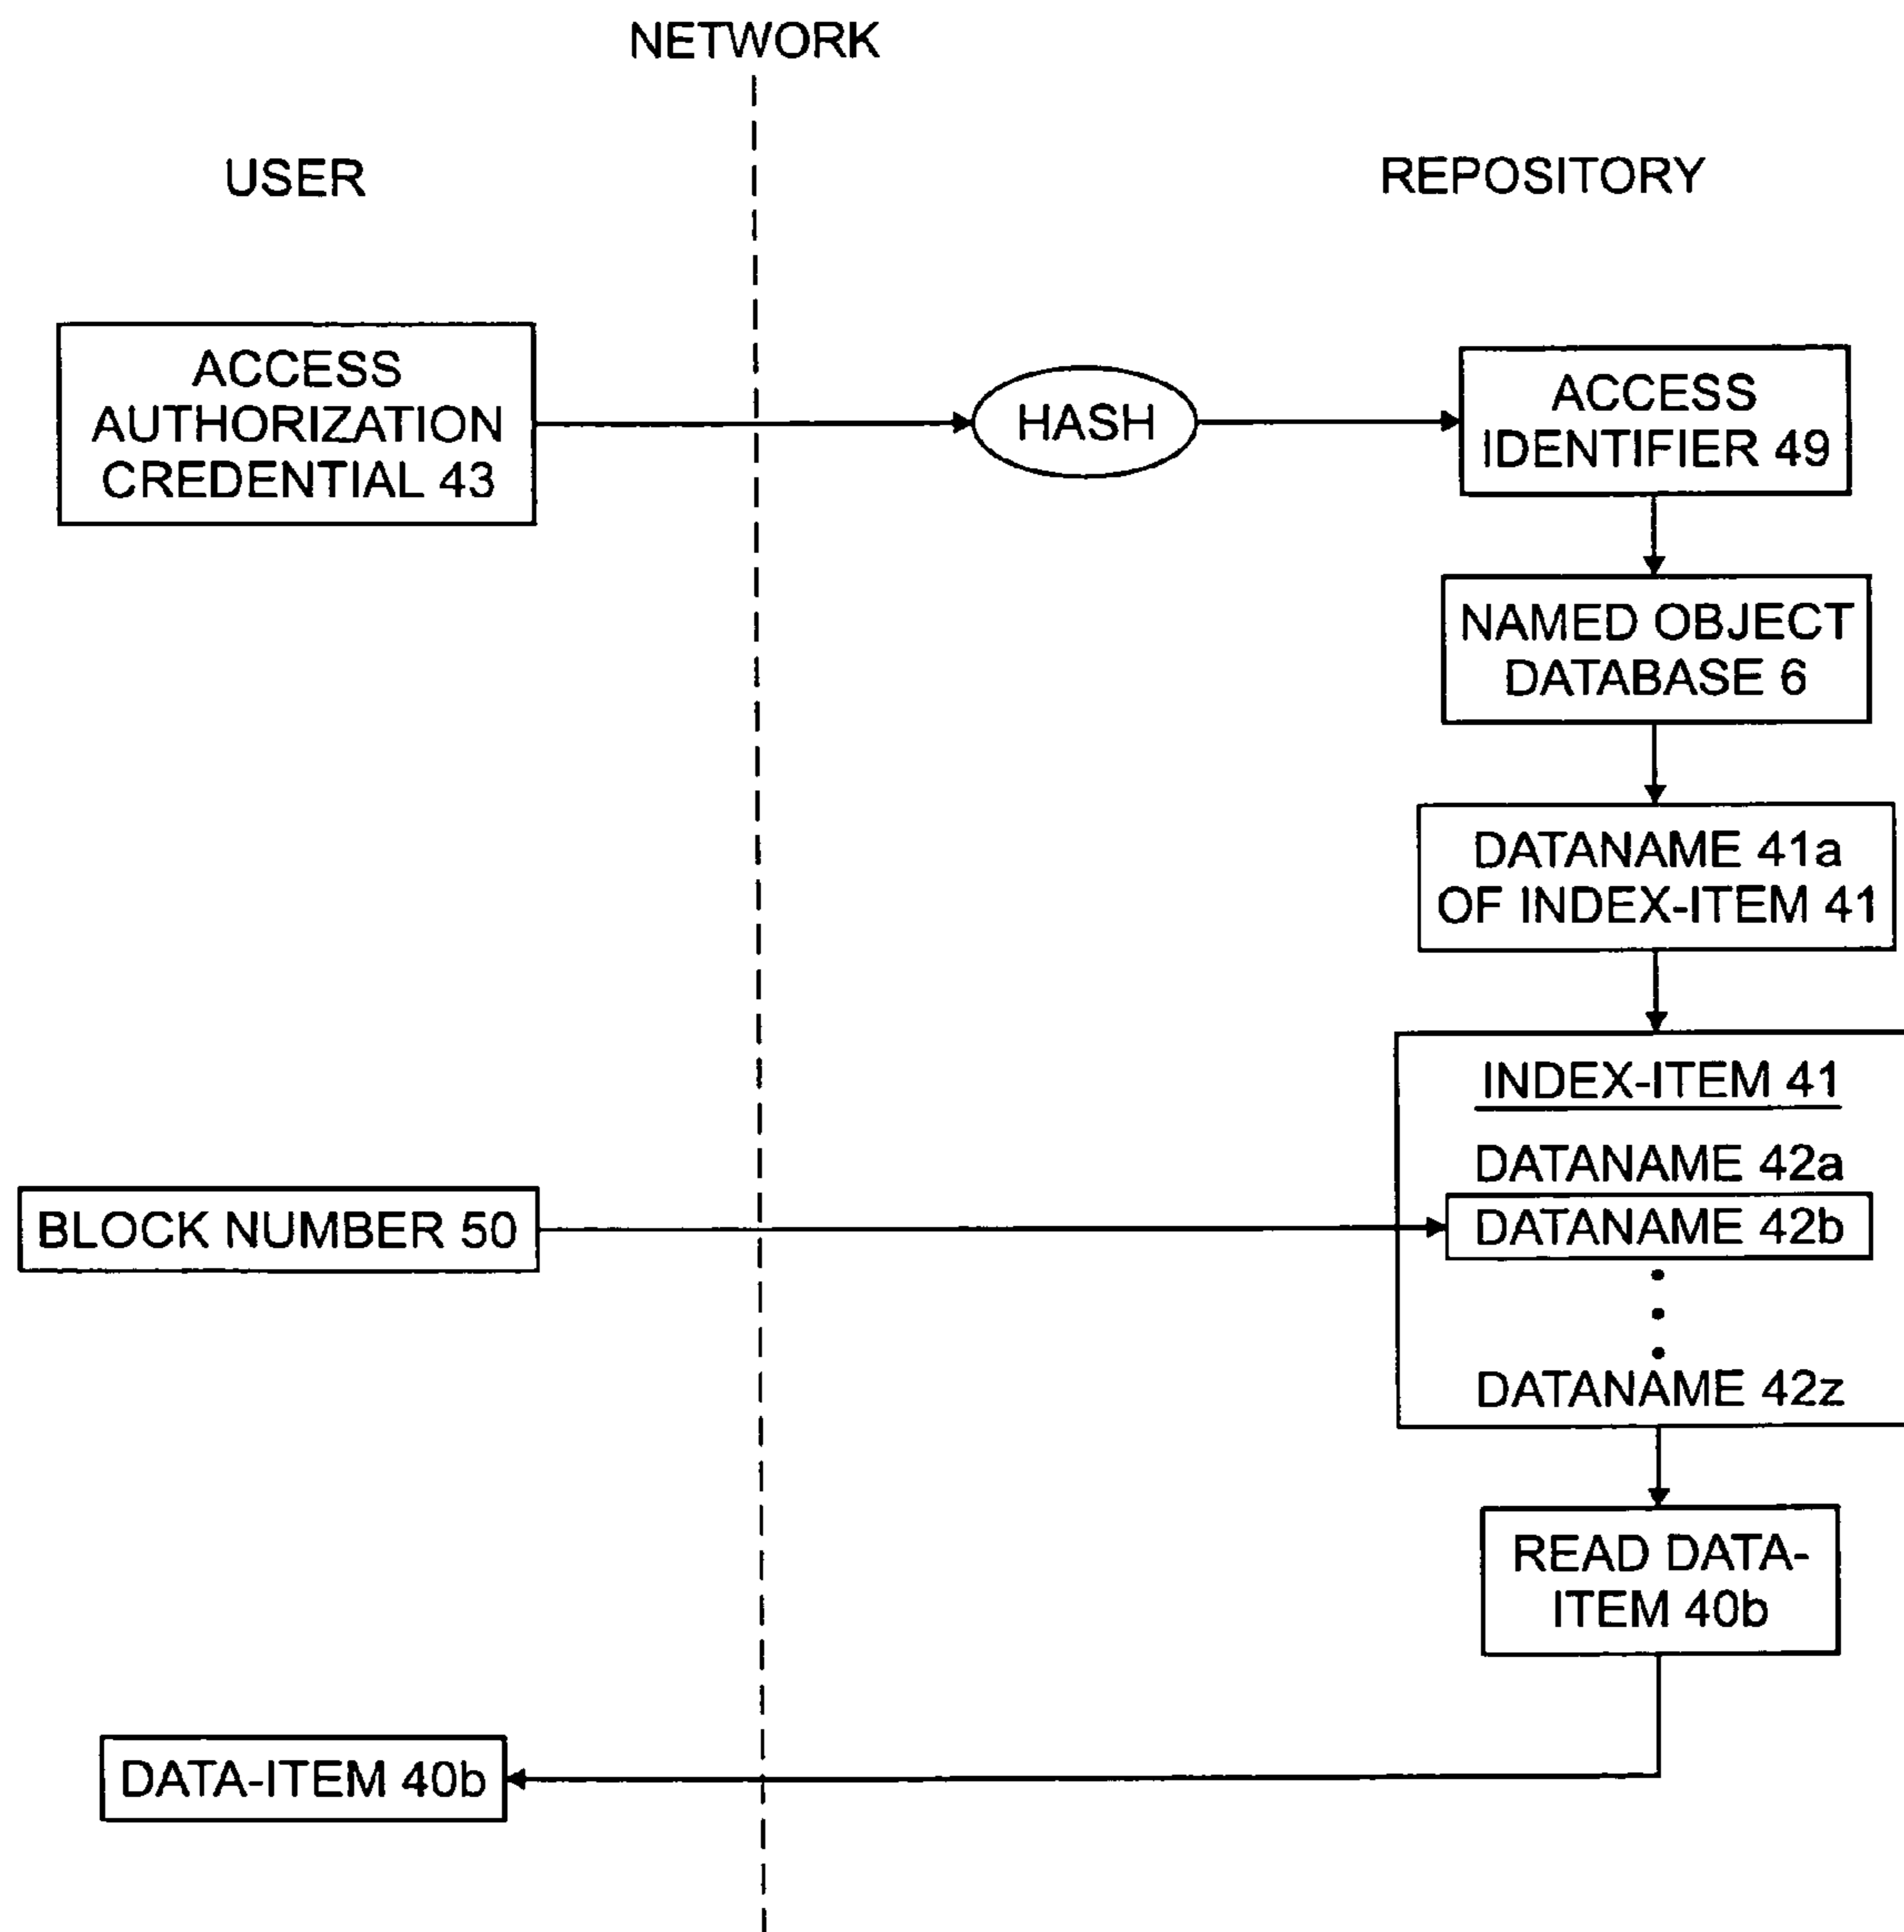 NETWORK
USER
REPOSITORY
ACCESS
AUTHORIZATION
CREDENTIAL 43
HASH
ACCESS
IDENTIFIER 49
NAMED OBJECT
DATABASE 6
DATANAME 41a
OF INDEX-ITEM 41
INDEX-ITEM 41
DATANAME 42a
BLOCK NUMBER 50
DATANAME 42b
DATANAME 42z
READ DATA-
ITEM 40b
DATA-ITEM 40b